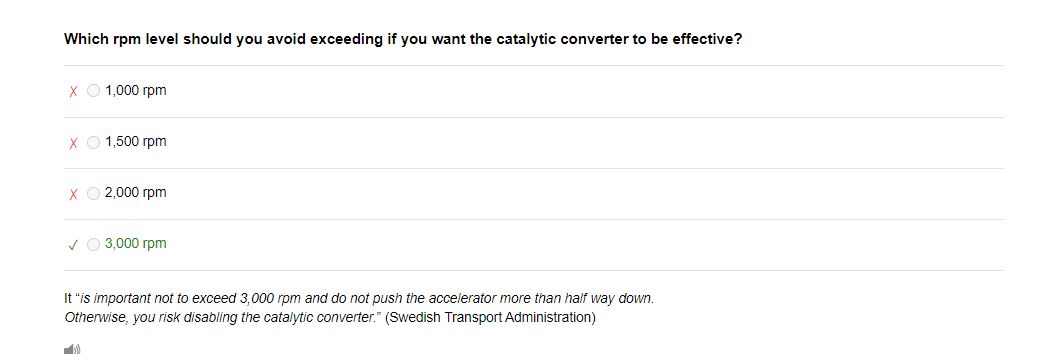 Which rpm level should you avoid exceeding if you want the catalytic converter to be effective?
X 1,000 rpm
X 1,500 rpm
X 2,000 rpm
✓ 3,000 rpm
It “is important not to exceed 3,000 rpm and do not push the accelerator more than half way down.
Otherwise, you risk disabling the catalytic converter.” (Swedish Transport Administration)